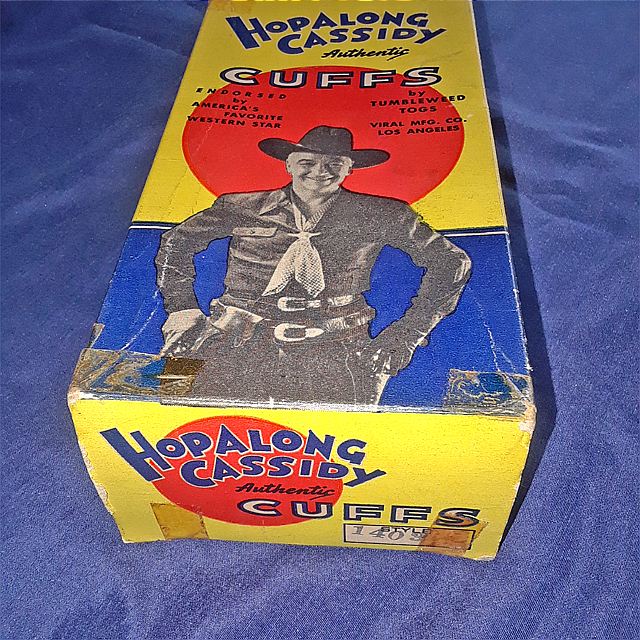 HOPALONG
CASSIDY
Authentic
CUFFS
ENDORSED
by
AMERICA'S
FAVORITE
WESTERN STAR
by
TUMBLEWEED
TOGS
VIRAL MFG. CO.
LOS ANGELES
HOPALONG
CASSIDY
Authentic
CUFFS
STYLE